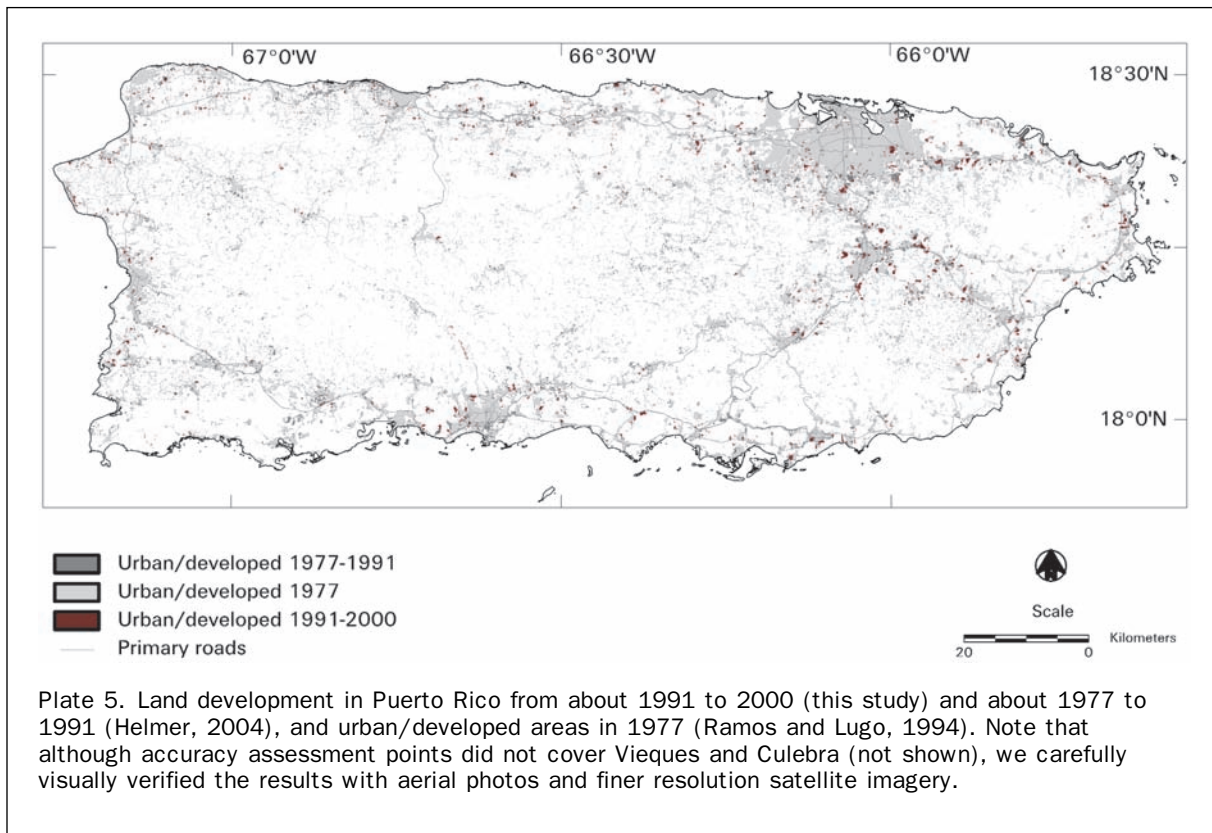 67°0'W
66°30'W
66°0'W
18°30'N
18°0'N
Urban/developed 1977-1991
Urban/developed 1977
Urban/developed 1991-2000
Primary roads
N
Scale
Kilometers
20
0
Plate 5. Land development in Puerto Rico from about 1991 to 2000 (this study) and about 1977 to
1991 (Helmer, 2004), and urban/developed areas in 1977 (Ramos and Lugo, 1994). Note that
although accuracy assessment points did not cover Vieques and Culebra (not shown), we carefully
visually verified the results with aerial photos and finer resolution satellite imagery.